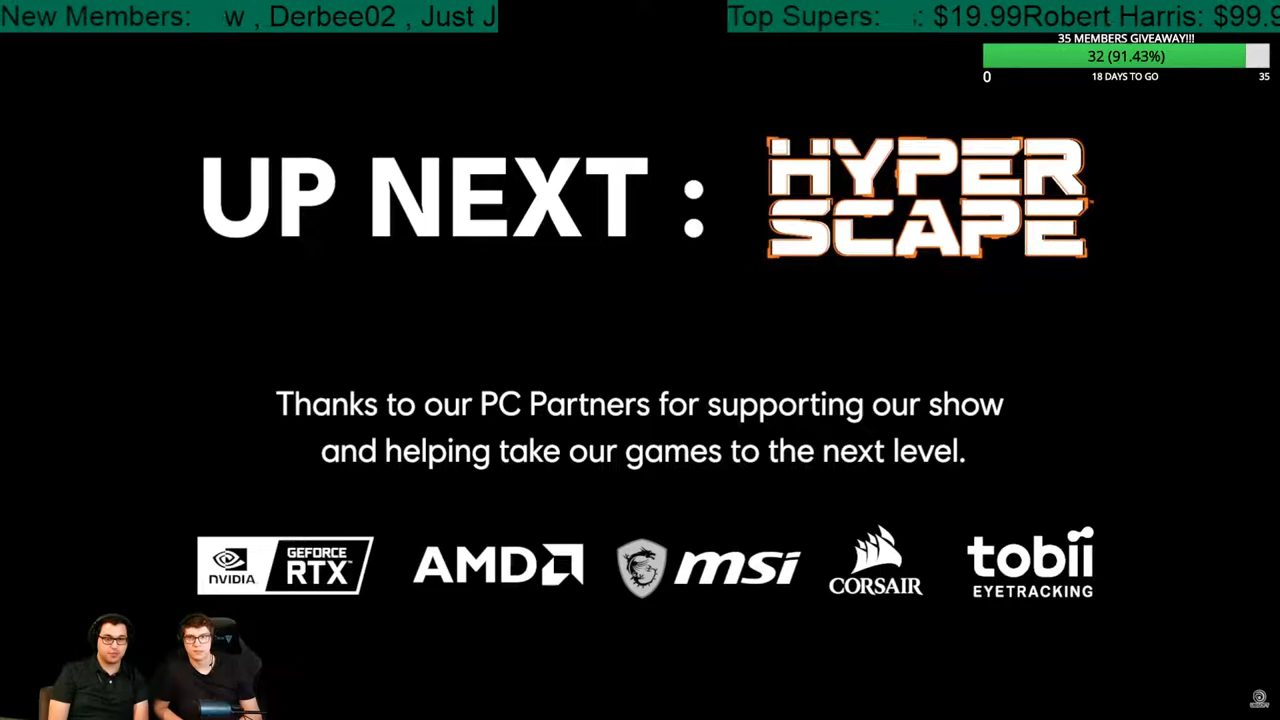 New Members: w , Derbee02 , Just J
Top Supers: : $19.99Robert Harris: $99.9
35 MEMBERS GIVEAWAY!!!
32 (91.43%)
0 18 DAYS TO GO 35
UP NEXT : HYPER
SCAPE
Thanks to our PC Partners for supporting our show
and helping take our games to the next level.
NVIDIA GEFORCE RTX AMD msi CORSAIR tobii
EYETRACKING
UBISOFT